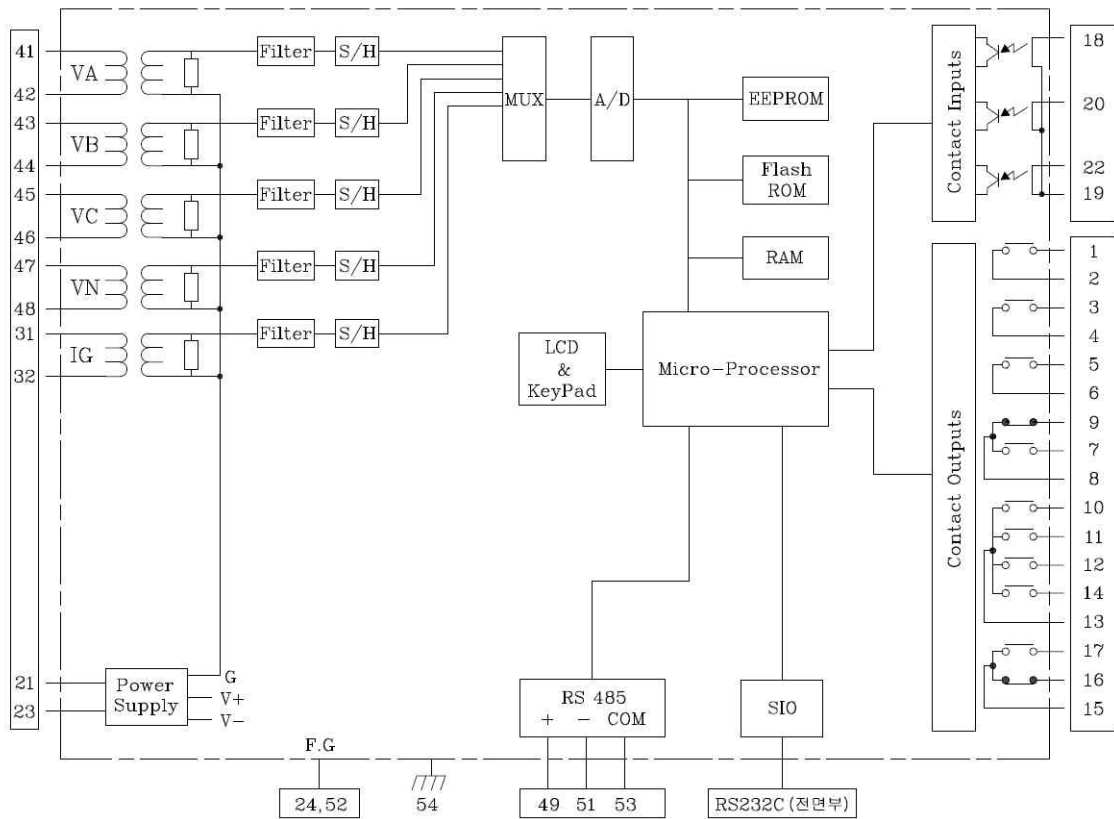 41
VA
42
43
VB
44
45
VC
46
47
VN
48
31
IG
32
Filter
S/H
Filter
S/H
Filter
S/H
Filter
S/H
Filter
S/H
MUX
A/D
EEPROM
Flash
ROM
RAM
LCD
&
KeyPad
Micro-Processor
Contact Inputs
18
20
22
19
Contact Outputs
1
2
3
4
5
6
9
7
8
10
11
12
14
13
17
16
15
21
23
Power
Supply
G
V+
V-
F.G
24,52
54
RS 485
+ - COM
49 51 53
SIO
RS232C(전면부)